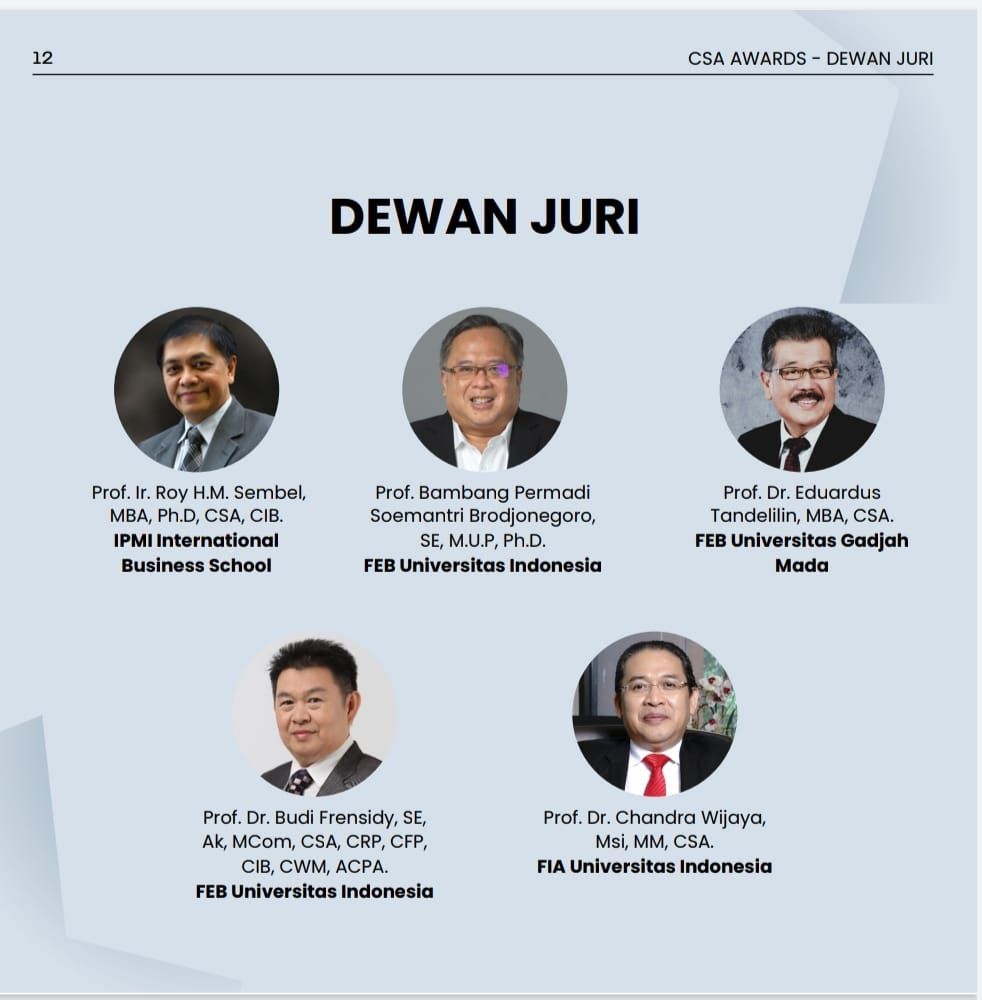 12
CSA AWARDS - DEWAN JURI
DEWAN JURI
Prof. Ir. Roy H.M. Sembel,
MBA, Ph.D, CSA, CIB.
IPMI International
Business School
Prof. Bambang Permadi
Soemantri Brodjonegoro,
SE, M.U.P, Ph.D.
FEB Universitas Indonesia
Prof. Dr. Eduardus
Tandelilin, MBA, CSA.
FEB Universitas Gadjah
Mada
Prof. Dr. Budi Frensidy, SE,
Ak, MCom, CSA, CRP, CFP,
CIB, CWM, ACPA.
FEB Universitas Indonesia
Prof. Dr. Chandra Wijaya,
Msi, MM, CSA.
FIA Universitas Indonesia